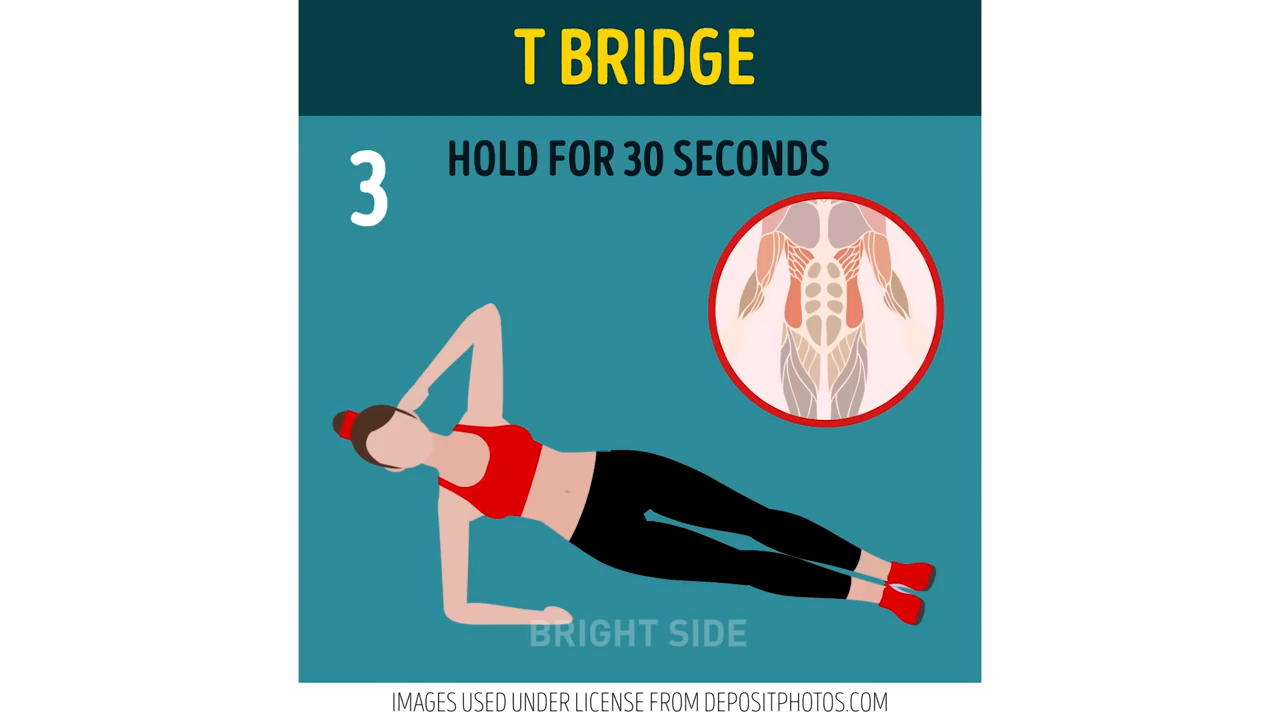 T BRIDGE
3
HOLD FOR 30 SECONDS
BRIGHT SIDE
IMAGES USED UNDER LICENSE FROM DEPOSITPHOTOS.COM